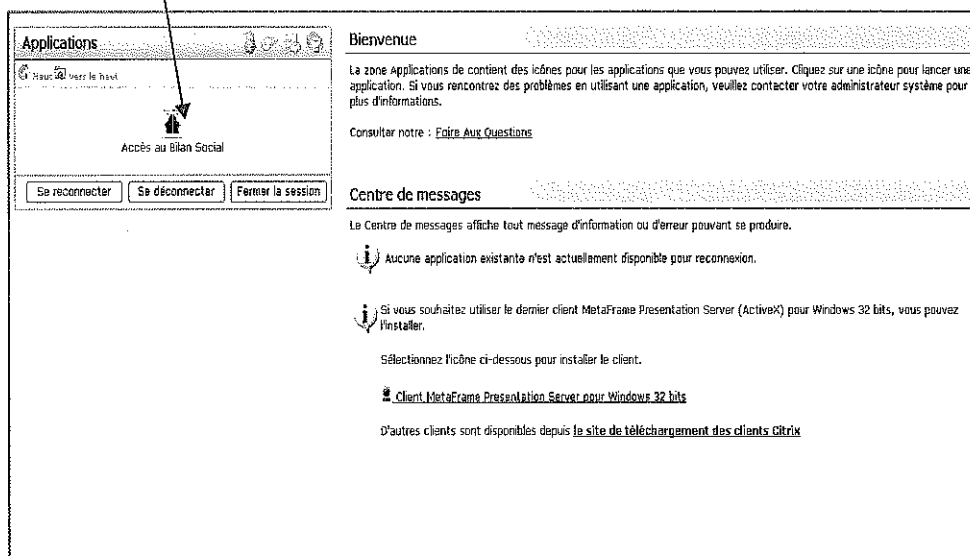 Applications
Haut vers le haut
Accès au Bilan Social
Se reconnecter Se déconnecter Fermer la session
Bienvenue
La zone Applications de contient des icônes pour les applications que vous pouvez utiliser. Cliquez sur une icône pour lancer une
application. Si vous rencontrez des problèmes en utilisant une application, veuillez contacter votre administrateur système pour
plus d'informations.
Consulter notre : Foire Aux Questions
Centre de messages
Le Centre de messages affiche tout message d'information ou d'erreur pouvant se produire.
Aucune application existante n'est actuellement disponible pour reconnexion.
Si vous souhaitez utiliser le dernier client MetaFrame Presentation Server (ActiveX) pour Windows 32 bits, vous pouvez
l'installer.
Sélectionnez l'icône ci-dessous pour installer le client.
Client MetaFrame Presentation Server pour Windows 32 bits
D'autres clients sont disponibles depuis le site de téléchargement des clients Citrix